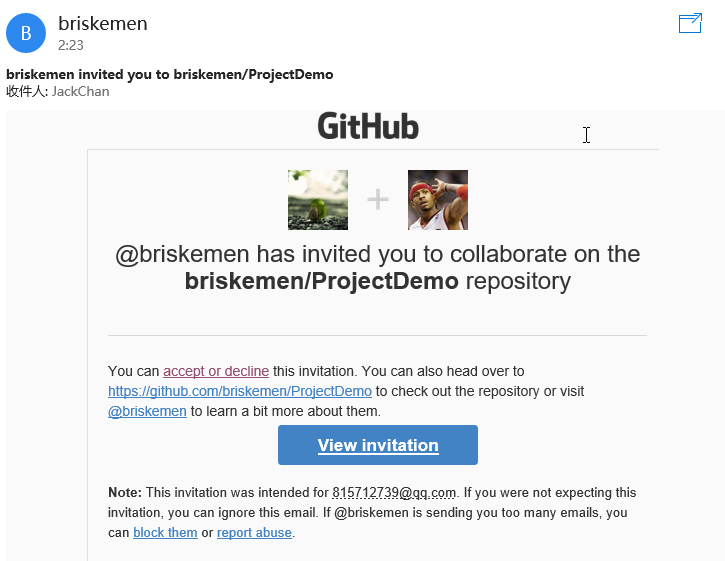 B
briskemen
2:23
briskemen invited you to briskemen/ProjectDemo
收件人: JackChan
GitHub
@briskemen has invited you to collaborate on the
briskemen/ProjectDemo repository
You can accept or decline this invitation. You can also head over to
https://github.com/briskemen/ProjectDemo to check out the repository or visit
@briskemen to learn a bit more about them.
View invitation
Note: This invitation was intended for 815712739@qq.com. If you were not expecting this
invitation, you can ignore this email. If @briskemen is sending you too many emails, you
can block them or report abuse.